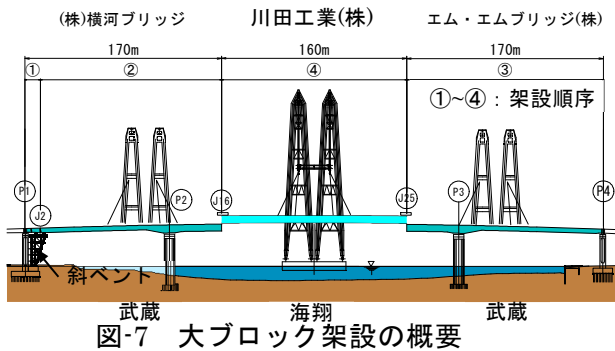 (株)横河ブリッジ 川田工業(株) エム・エムブリッジ(株)
170m 160m 170m
① ② ④ ③
①~④：架設順序
P1 J2 P2 J16 J25 P3 P4
斜ベント
武蔵 海翔 武蔵
図-7 大ブロック架設の概要